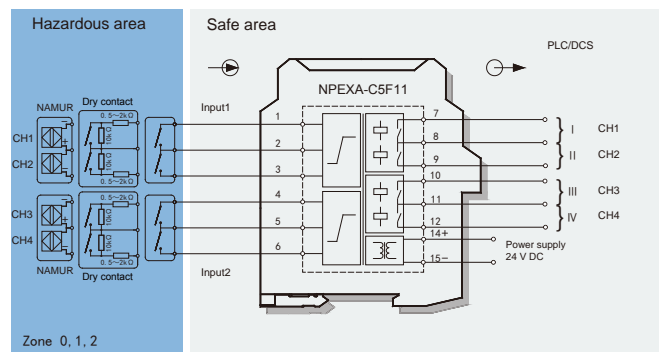 Hazardous area
Safe area
PLC/DCS
NPEXA-C5F11
NAMUR
Dry contact
0.5～2kΩ
Input1
CH1
CH2
10kΩ
10kΩ
0.5～2kΩ
1
2
3
7
8
9
I
II
CH1
CH2
0.5～2kΩ
CH3
CH4
10kΩ
10kΩ
0.5～2kΩ
NAMUR
Dry contact
Input2
4
5
6
10
11
12
III
IV
CH3
CH4
14+
15−
Power supply
24 V DC
Zone 0,1,2
+
−
−
+
−
−